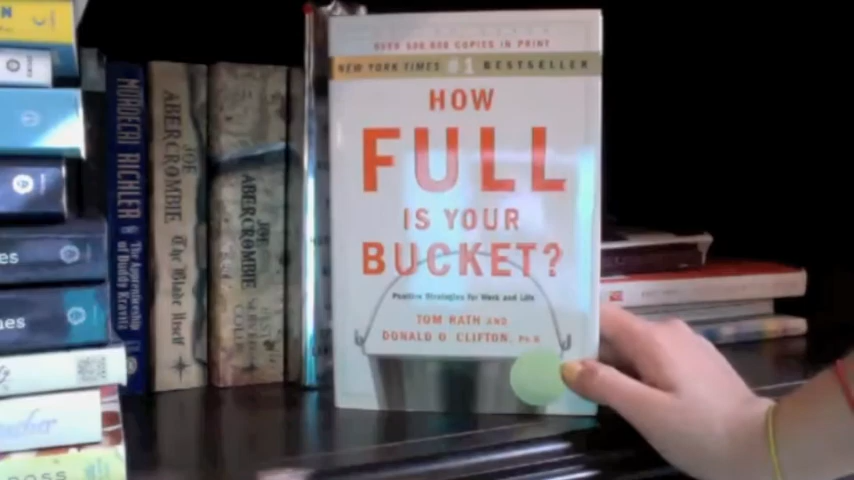 OVER 500,000 COPIES IN PRINT
NEW YORK TIMES #1 BESTSELLER
HOW
FULL
IS YOUR
BUCKET?
Positive Strategies for Work and Life
TOM RATH AND
DONALD O. CLIFTON, Ph.D.
MORDECAI RICHLER
The Apprenticeship
of Duddy Kravitz
JOE
ABERCROMBIE
The Blade Itself
JOE
ABERCROMBIE
BEST
COLD